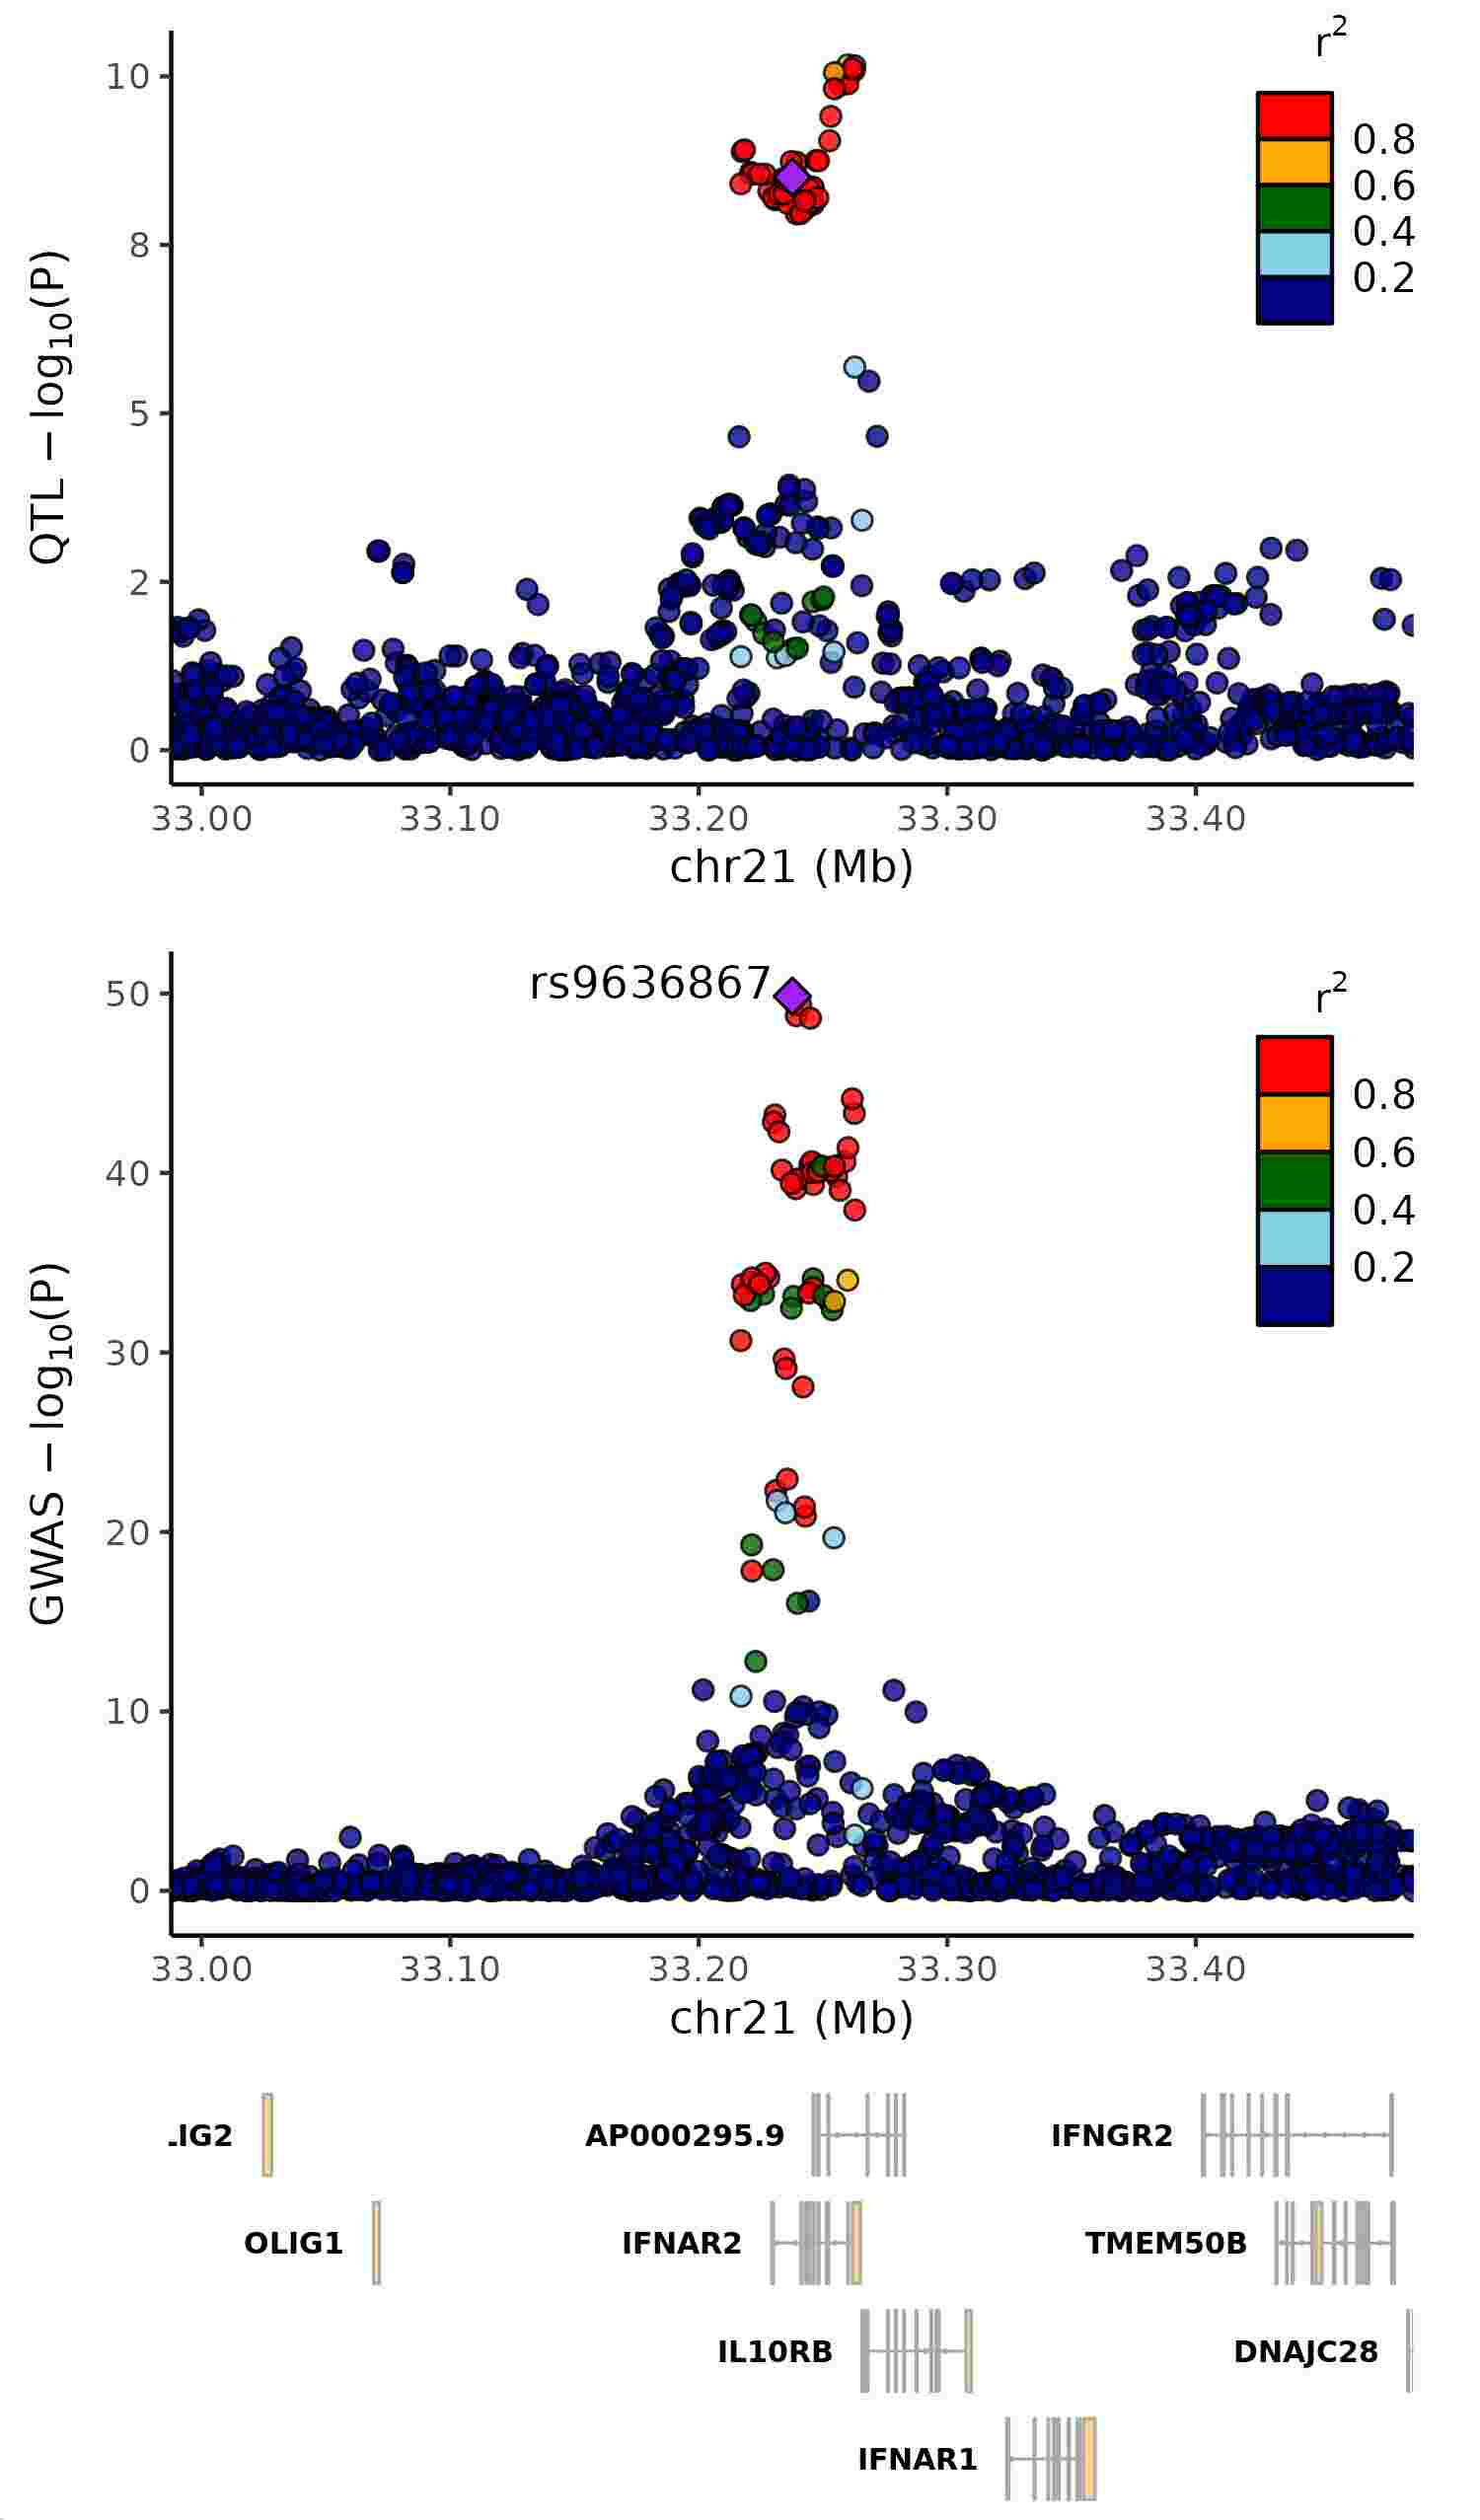 r2
10
8
5
2
0
0.8
0.6
0.4
0.2
QTL − log10(P)
33.00 33.10 33.20 33.30 33.40
chr21 (Mb)
rs9636867
r2
50
40
30
20
10
0
0.8
0.6
0.4
0.2
GWAS − log10(P)
33.00 33.10 33.20 33.30 33.40
chr21 (Mb)
.IG2 AP000295.9 IFNGR2
OLIG1 IFNAR2 TMEM50B
IL10RB DNAJC28
IFNAR1